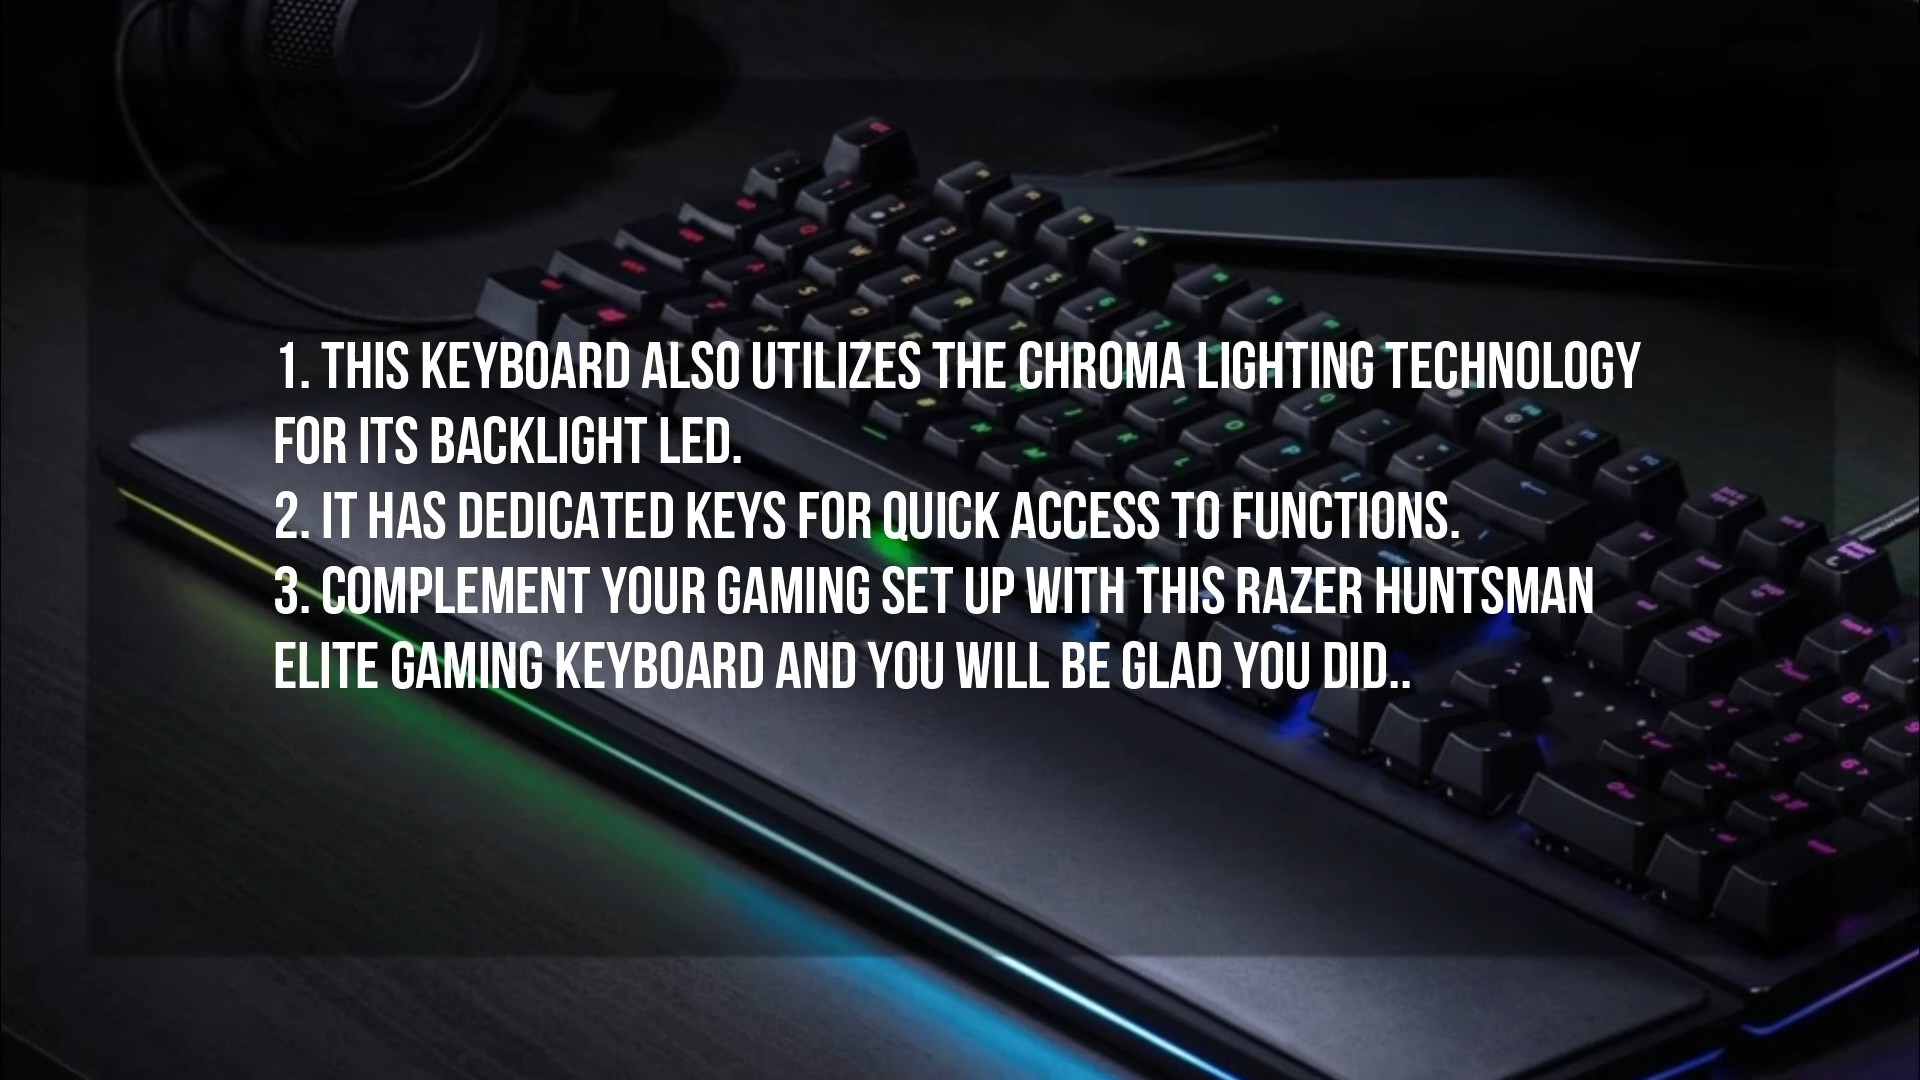 1. THIS KEYBOARD ALSO UTILIZES THE CHROMA LIGHTING TECHNOLOGY
FOR ITS BACKLIGHT LED.
2. IT HAS DEDICATED KEYS FOR QUICK ACCESS TO FUNCTIONS.
3. COMPLEMENT YOUR GAMING SET UP WITH THIS RAZER HUNTSMAN
ELITE GAMING KEYBOARD AND YOU WILL BE GLAD YOU DID..